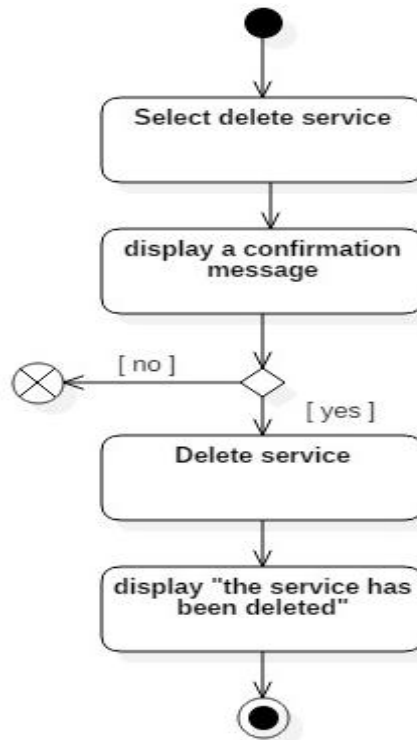 Select delete service
display a confirmation
message
[ no ]
[ yes ]
Delete service
display "the service has
been deleted"